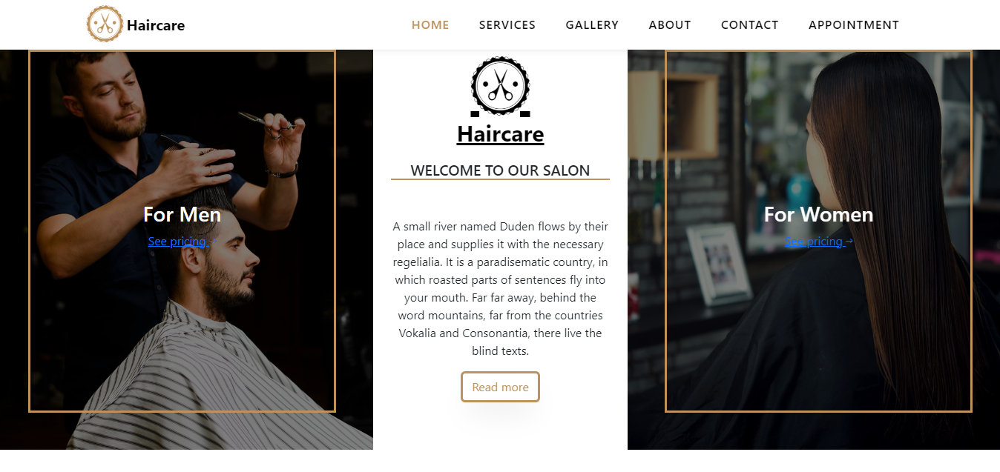 Haircare
HOME SERVICES GALLERY ABOUT CONTACT APPOINTMENT
For Men
See pricing →
Haircare
WELCOME TO OUR SALON
A small river named Duden flows by their
place and supplies it with the necessary
regelialia. It is a paradisematic country, in
which roasted parts of sentences fly into
your mouth. Far far away, behind the
word mountains, far from the countries
Vokalia and Consonantia, there live the
blind texts.
Read more
For Women
See pricing →